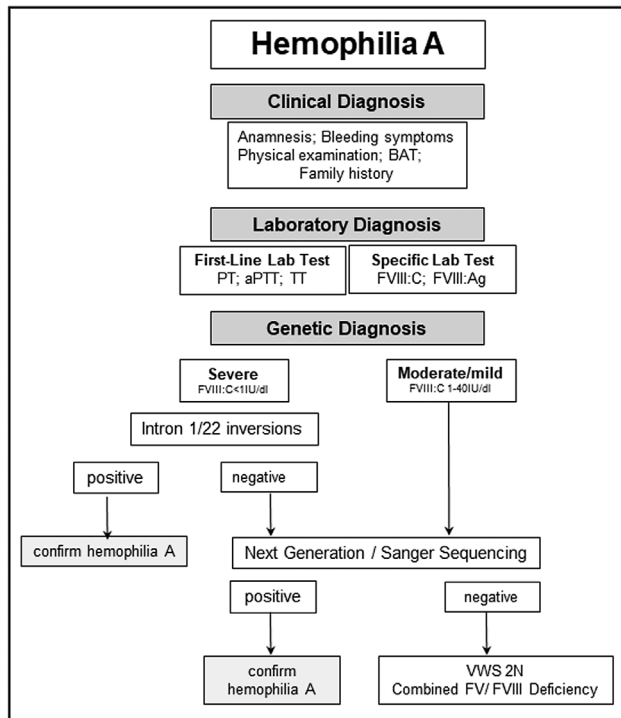 Hemophilia A
Clinical Diagnosis
Anamnesis; Bleeding symptoms
Physical examination; BAT;
Family history
Laboratory Diagnosis
First-Line Lab Test
PT; aPTT; TT
Specific Lab Test
FVIII:C; FVIII:Ag
Genetic Diagnosis
Severe
FVIII:C<1IU/dl
Moderate/mild
FVIII:C 1-40IU/dl
Intron 1/22 inversions
positive
negative
confirm hemophilia A
Next Generation / Sanger Sequencing
positive
negative
confirm
hemophilia A
VWS 2N
Combined FV/ FVIII Deficiency